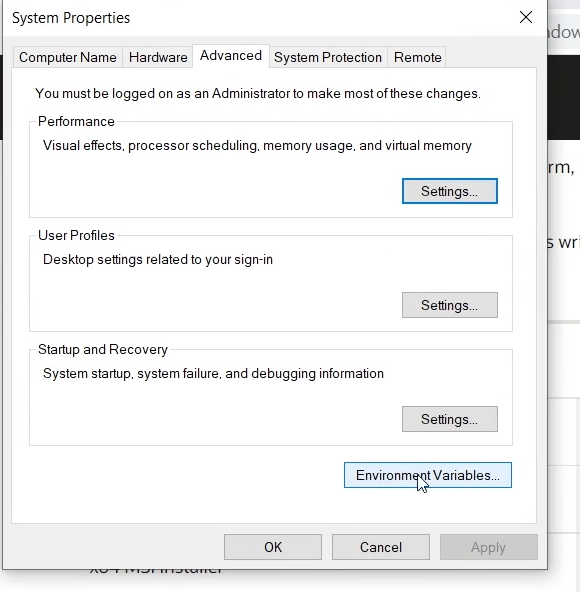 System Properties
Computer Name Hardware Advanced System Protection Remote
You must be logged on as an Administrator to make most of these changes.
Performance
Visual effects, processor scheduling, memory usage, and virtual memory
Settings...
User Profiles
Desktop settings related to your sign-in
Settings...
Startup and Recovery
System startup, system failure, and debugging information
Settings...
Environment Variables...
OK Cancel Apply
x64 MSI Installer